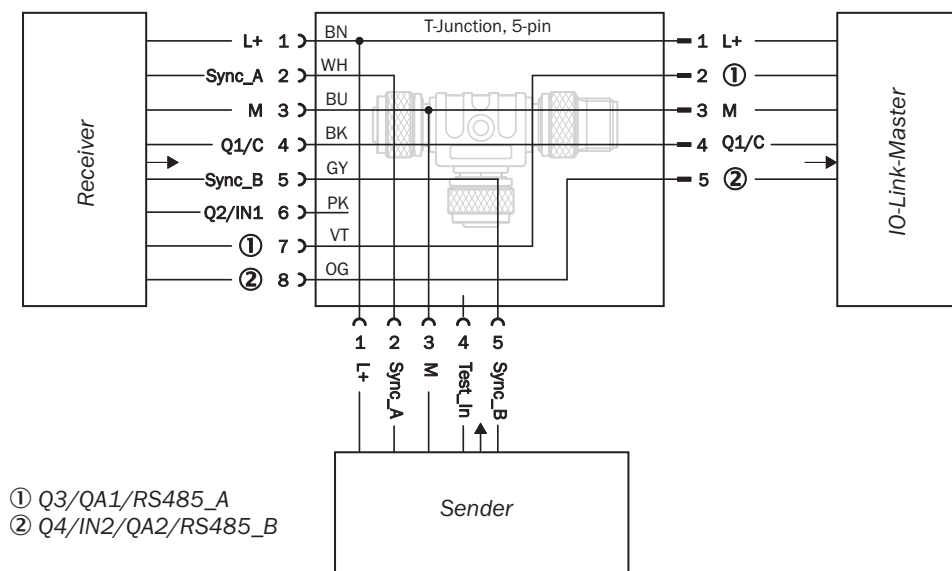 T-Junction, 5-pin
L+ 1 BN 1 L+
Sync_A 2 WH 2 ①
M 3 BU 3 M
Q1/C 4 BK 4 Q1/C
Sync_B 5 GY 5 ②
Q2/IN1 6 PK
① 7 VT
② 8 OG
Receiver
IO-Link-Master
1 2 3 4 5
L+ Sync_A M Test_In Sync_B
Sender
① Q3/QA1/RS485_A
② Q4/IN2/QA2/RS485_B